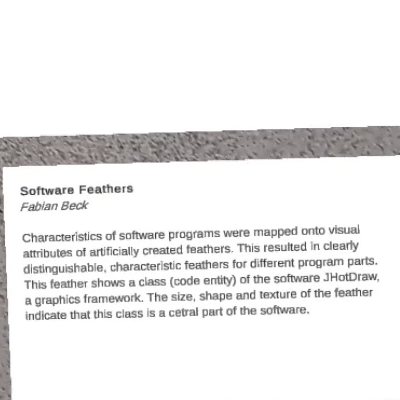 Software Feathers
Fabian Beck
Characteristics of software programs were mapped onto visual
attributes of artificially created feathers. This resulted in clearly
distinguishable, characteristic feathers for different program parts.
This feather shows a class (code entity) of the software JHotDraw,
a graphics framework. The size, shape and texture of the feather
indicate that this class is a cetral part of the software.